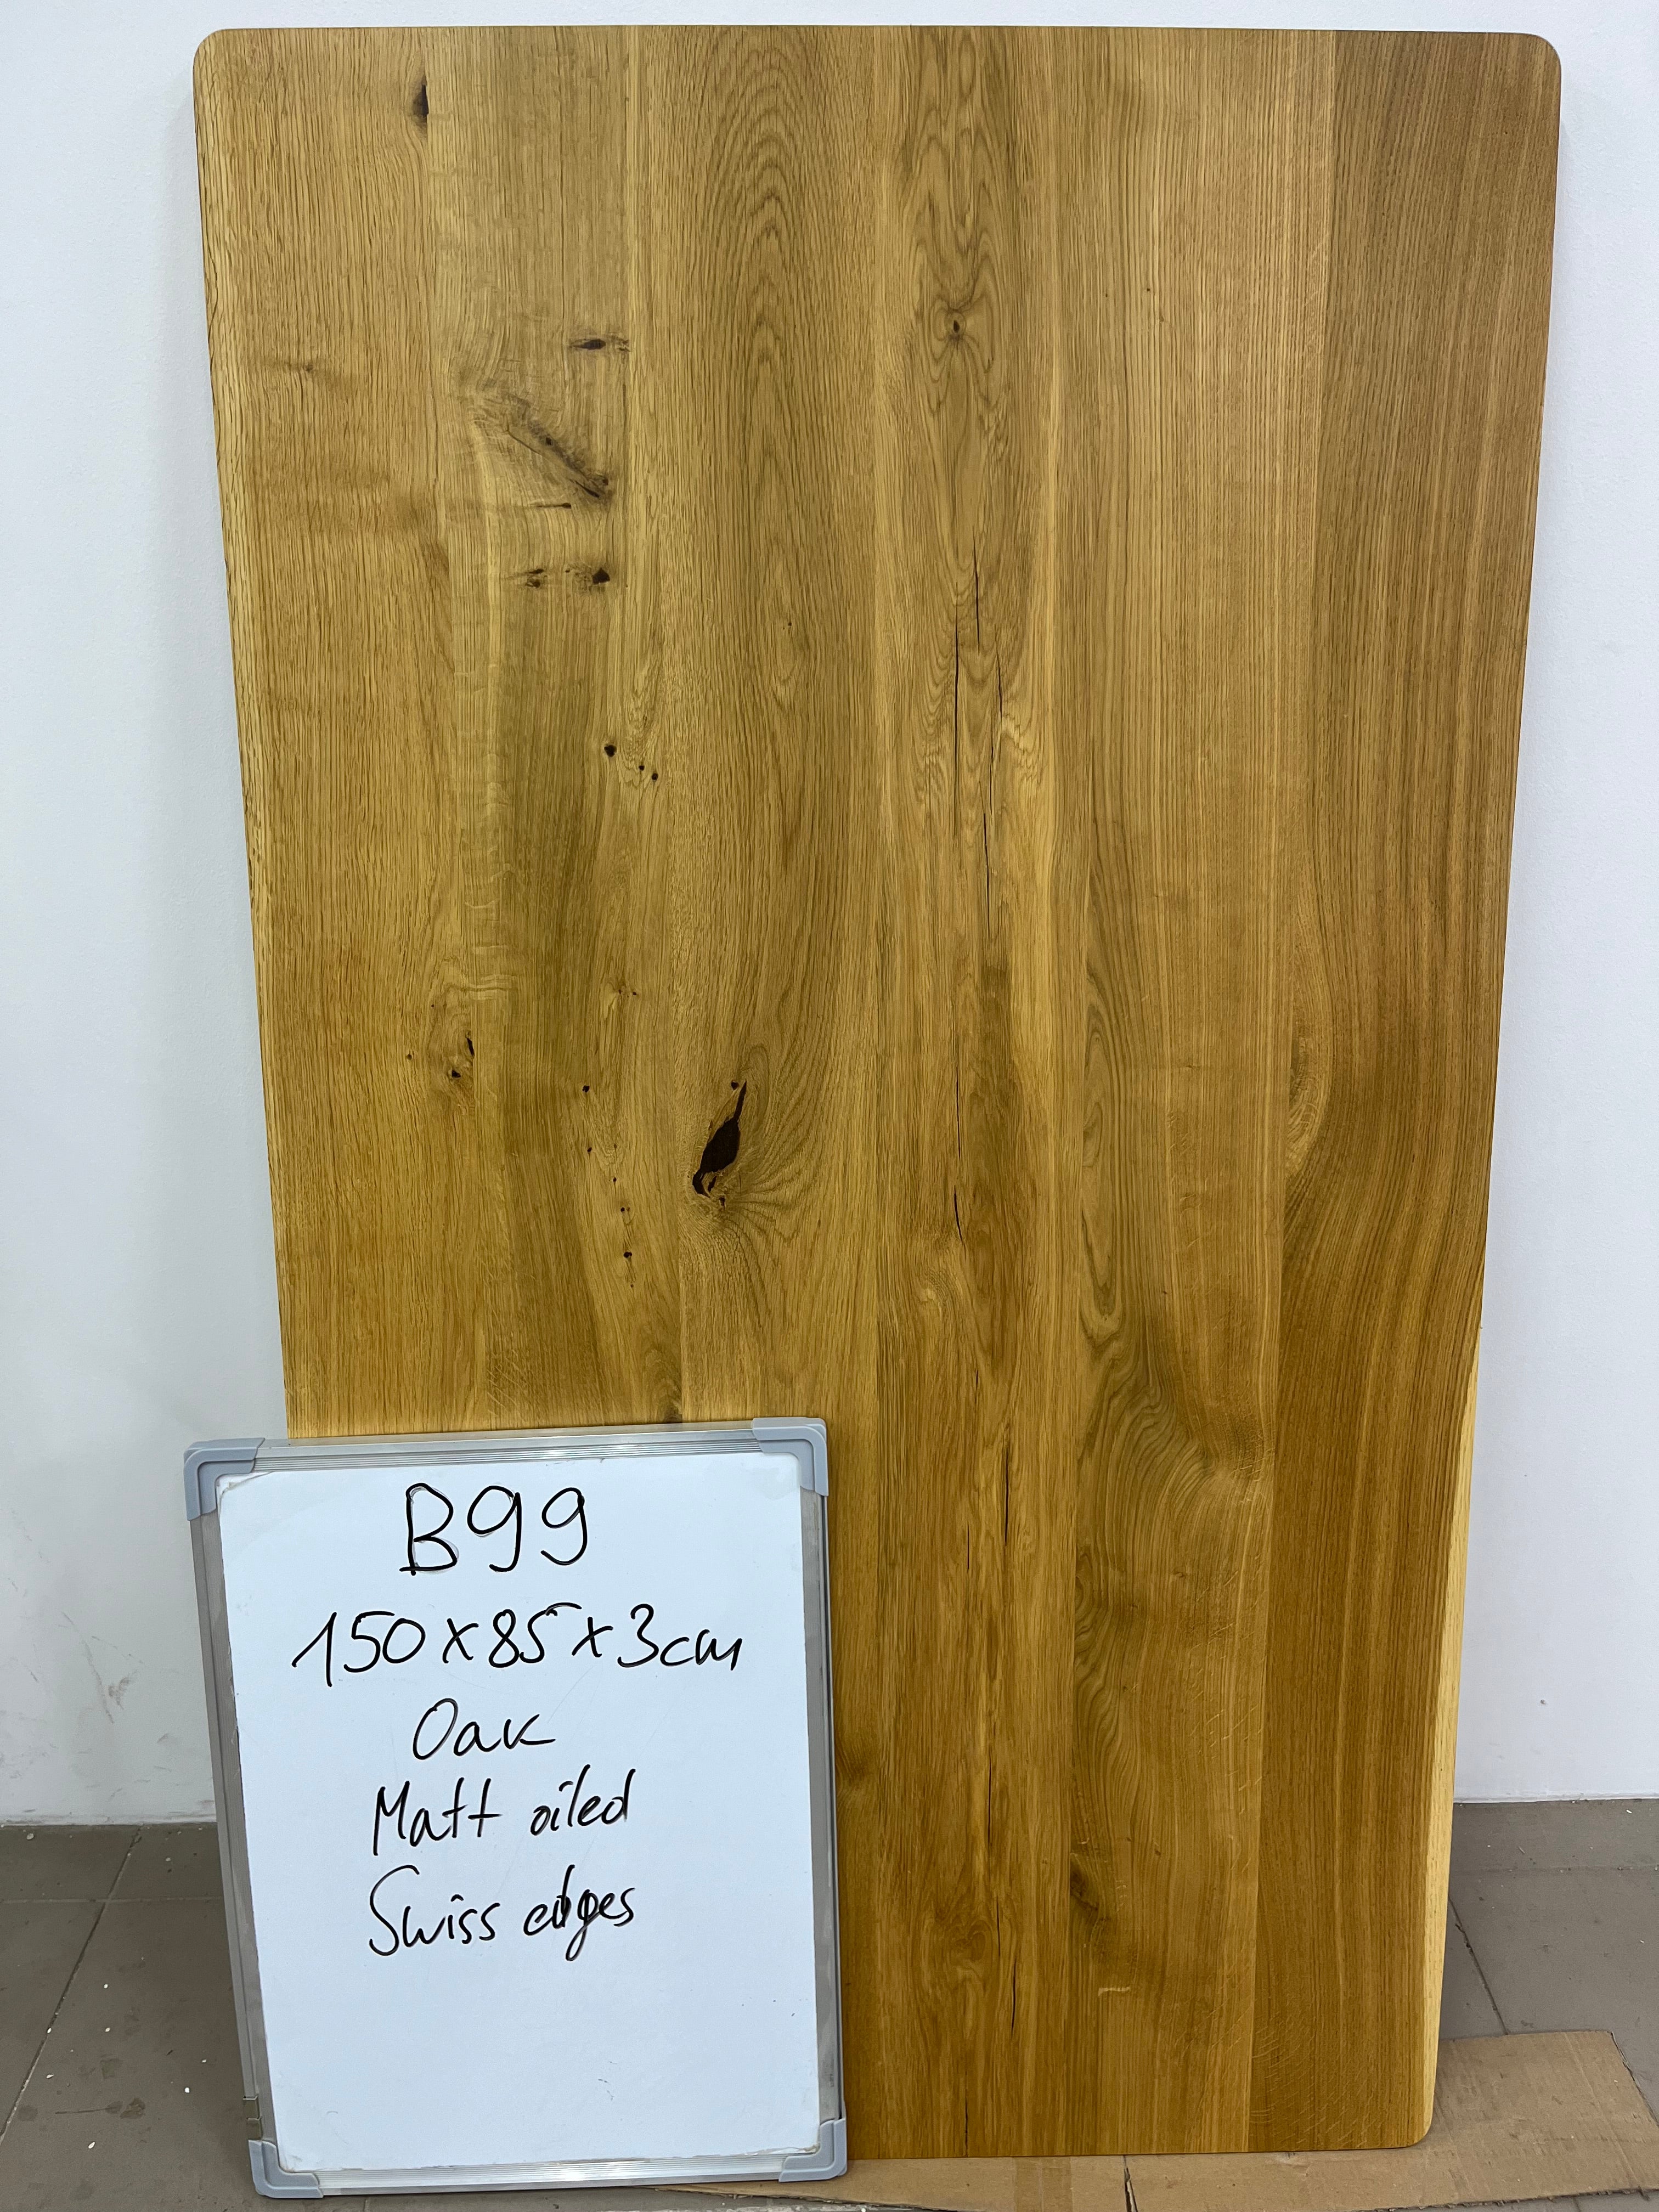 B99
150x85x3cm
Oak
Matt oiled
Swiss edges